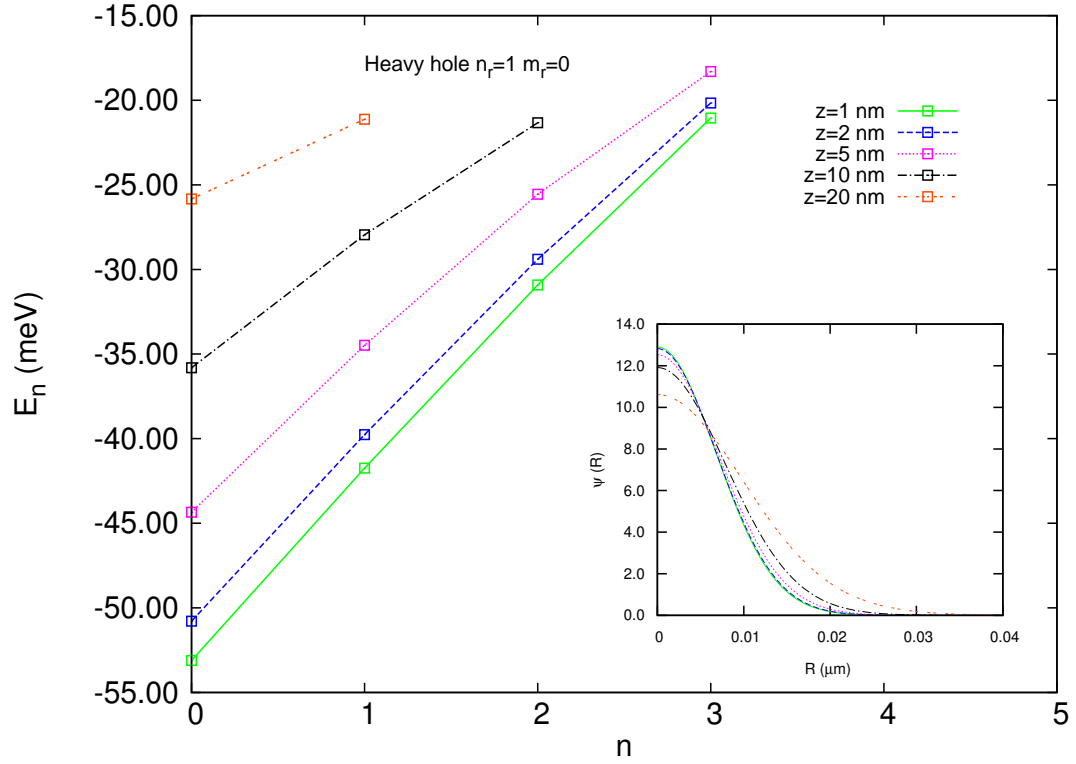 -15.00
-20.00
-25.00
-30.00
-35.00
-40.00
-45.00
-50.00
-55.00
E_n (meV)
0 1 2 3 4 5
n
Heavy hole n_r=1 m_r=0
z=1 nm
z=2 nm
z=5 nm
z=10 nm
z=20 nm
14.0
12.0
10.0
8.0
6.0
4.0
2.0
0.0
ψ (R)
0 0.01 0.02 0.03 0.04
R (μm)